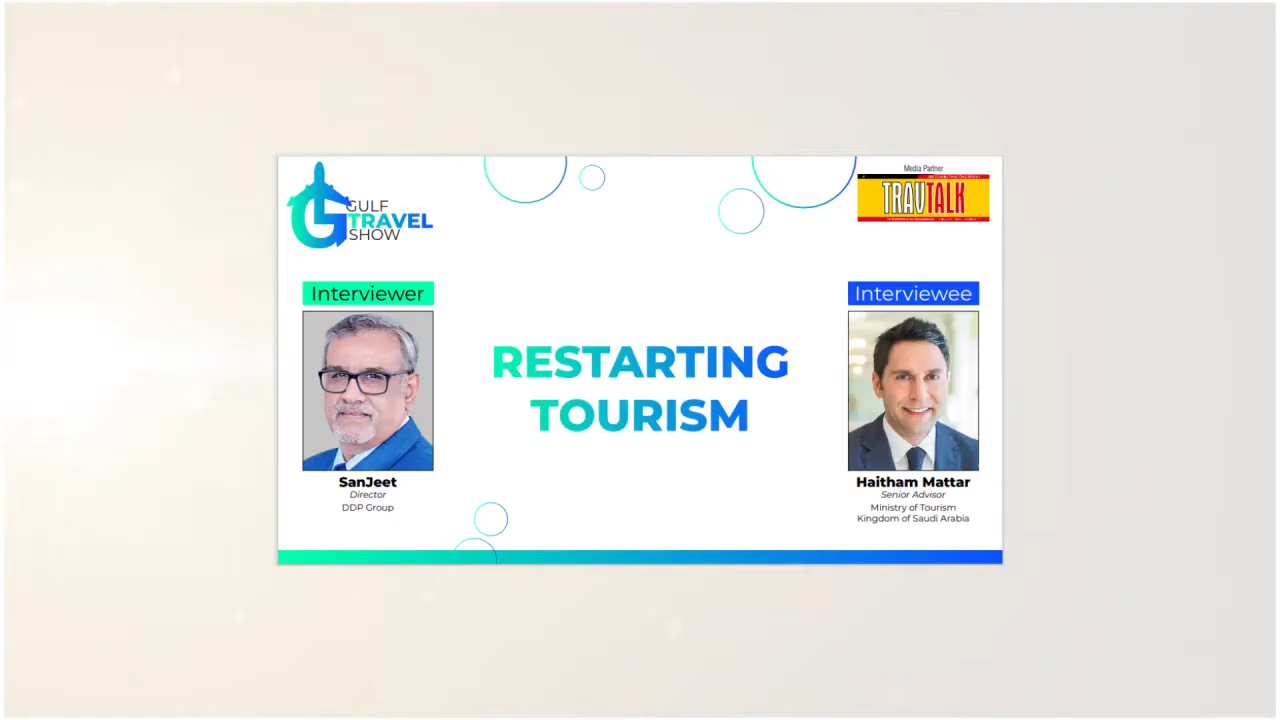 GULF
TRAVEL
SHOW
Media Partner
TRAVTALK
Interviewer
Interviewee
RESTARTING
TOURISM
SanJeet
Director
DDP Group
Haitham Mattar
Senior Advisor
Ministry of Tourism
Kingdom of Saudi Arabia